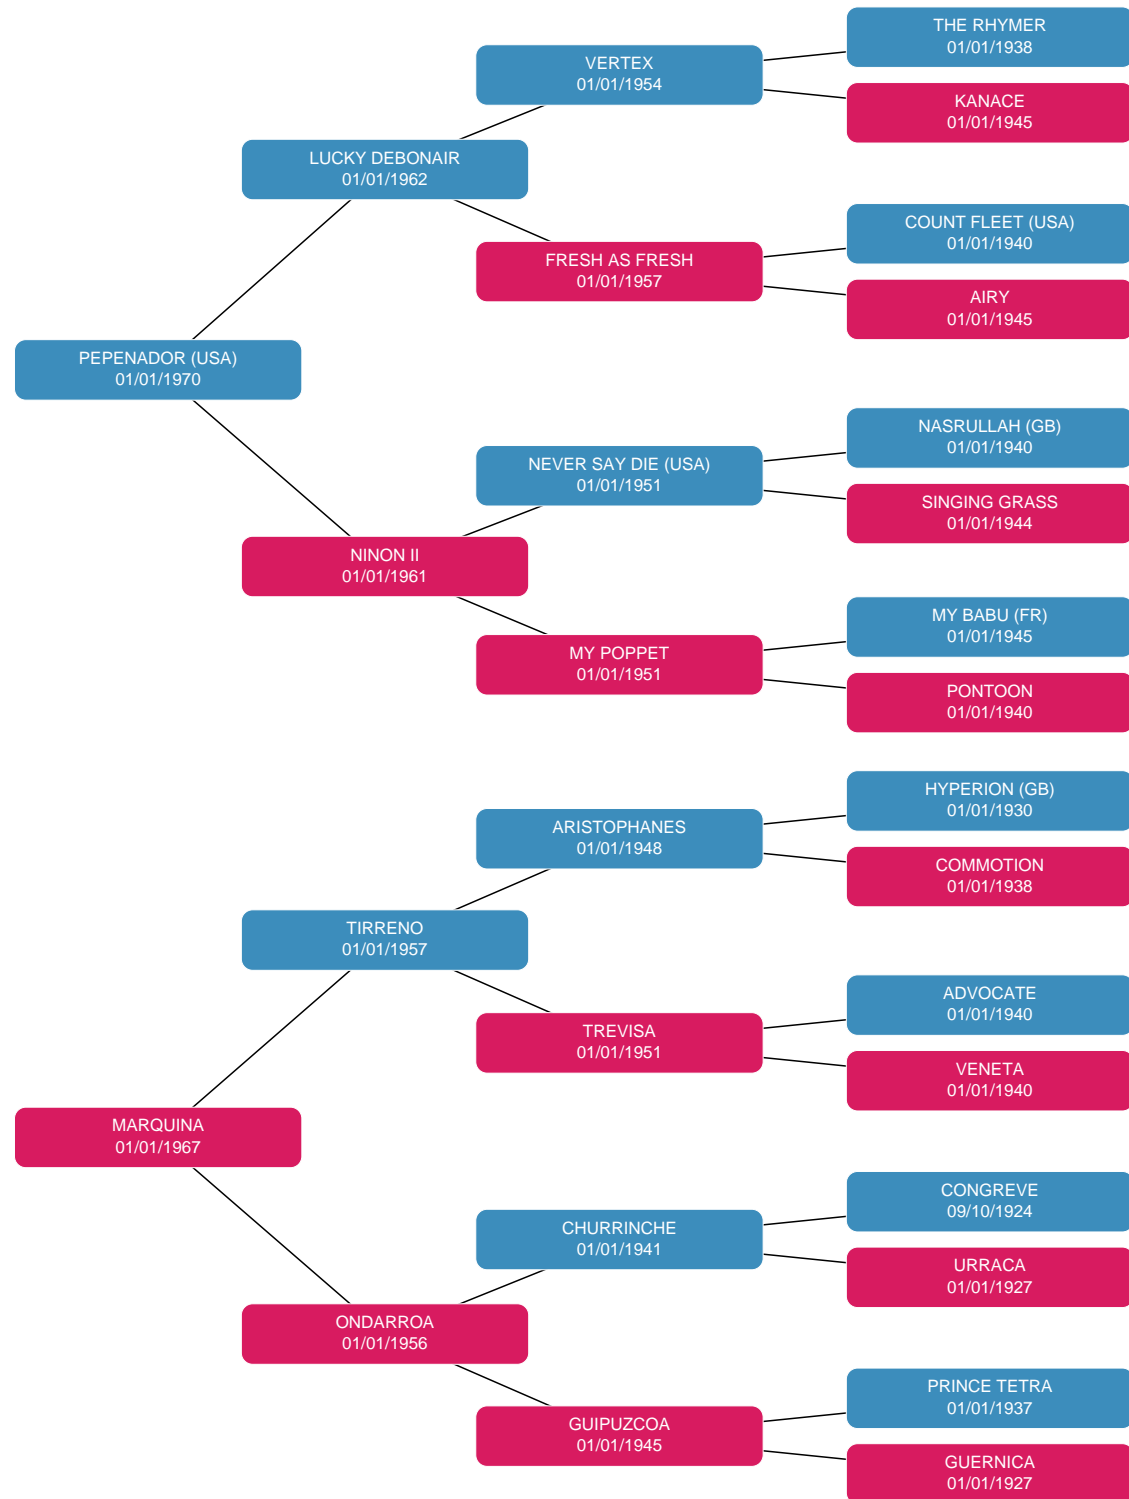 THE RHYMER
01/01/1938
VERTEX
01/01/1954
KANACE
01/01/1945
LUCKY DEBONAIR
01/01/1962
COUNT FLEET (USA)
01/01/1940
FRESH AS FRESH
01/01/1957
AIRY
01/01/1945
PEPENADOR (USA)
01/01/1970
NASRULLAH (GB)
01/01/1940
NEVER SAY DIE (USA)
01/01/1951
SINGING GRASS
01/01/1944
NINON II
01/01/1961
MY BABU (FR)
01/01/1945
MY POPPET
01/01/1951
PONTOON
01/01/1940
HYPERION (GB)
01/01/1930
ARISTOPHANES
01/01/1948
COMMOTION
01/01/1938
TIRRENO
01/01/1957
ADVOCATE
01/01/1940
TREVISA
01/01/1951
VENETA
01/01/1940
MARQUINA
01/01/1967
CONGREVE
09/10/1924
CHURRINCHE
01/01/1941
URRACA
01/01/1927
ONDARROA
01/01/1956
PRINCE TETRA
01/01/1937
GUIPUZCOA
01/01/1945
GUERNICA
01/01/1927